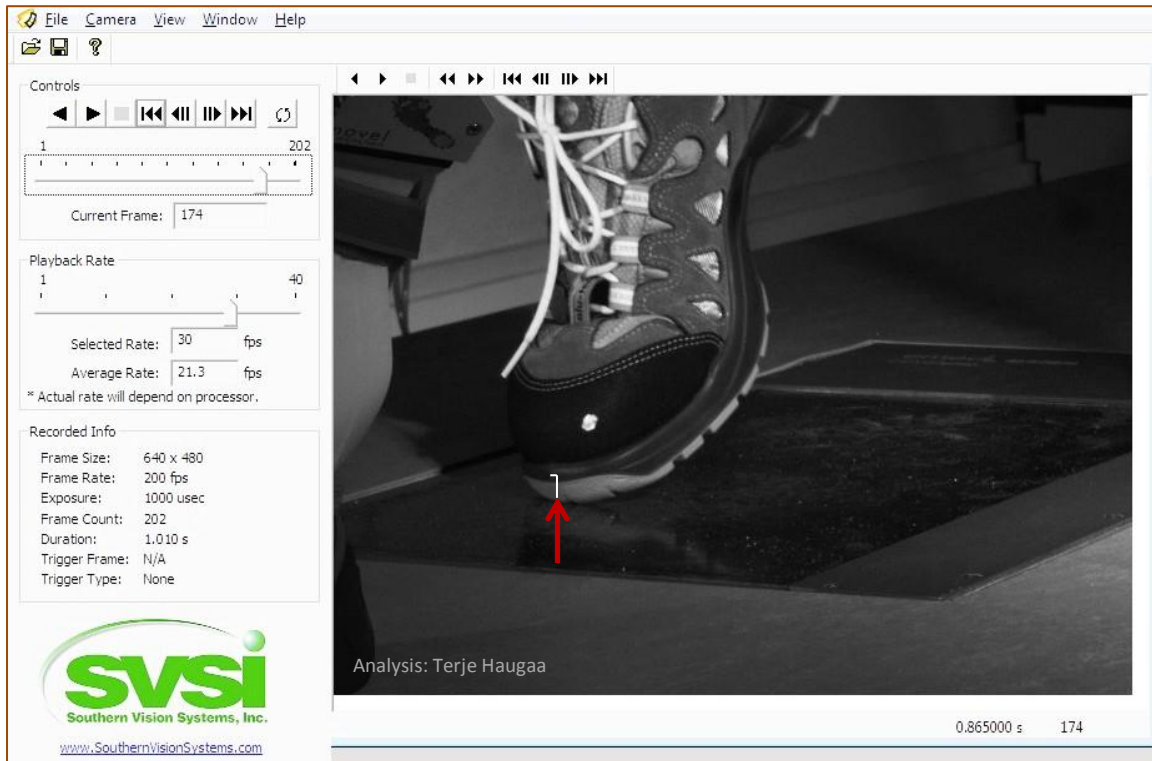 File Camera View Window Help
Controls
1 202
Current Frame: 174
Playback Rate
1 40
Selected Rate: 30 fps
Average Rate: 21.3 fps
* Actual rate will depend on processor.
Recorded Info
Frame Size: 640 x 480
Frame Rate: 200 fps
Exposure: 1000 usec
Frame Count: 202
Duration: 1.010 s
Trigger Frame: N/A
Trigger Type: None
SVSi
Southern Vision Systems, Inc.
www.SouthernVisionSystems.com
novel
Analysis: Terje Haugaa
0.865000 s 174